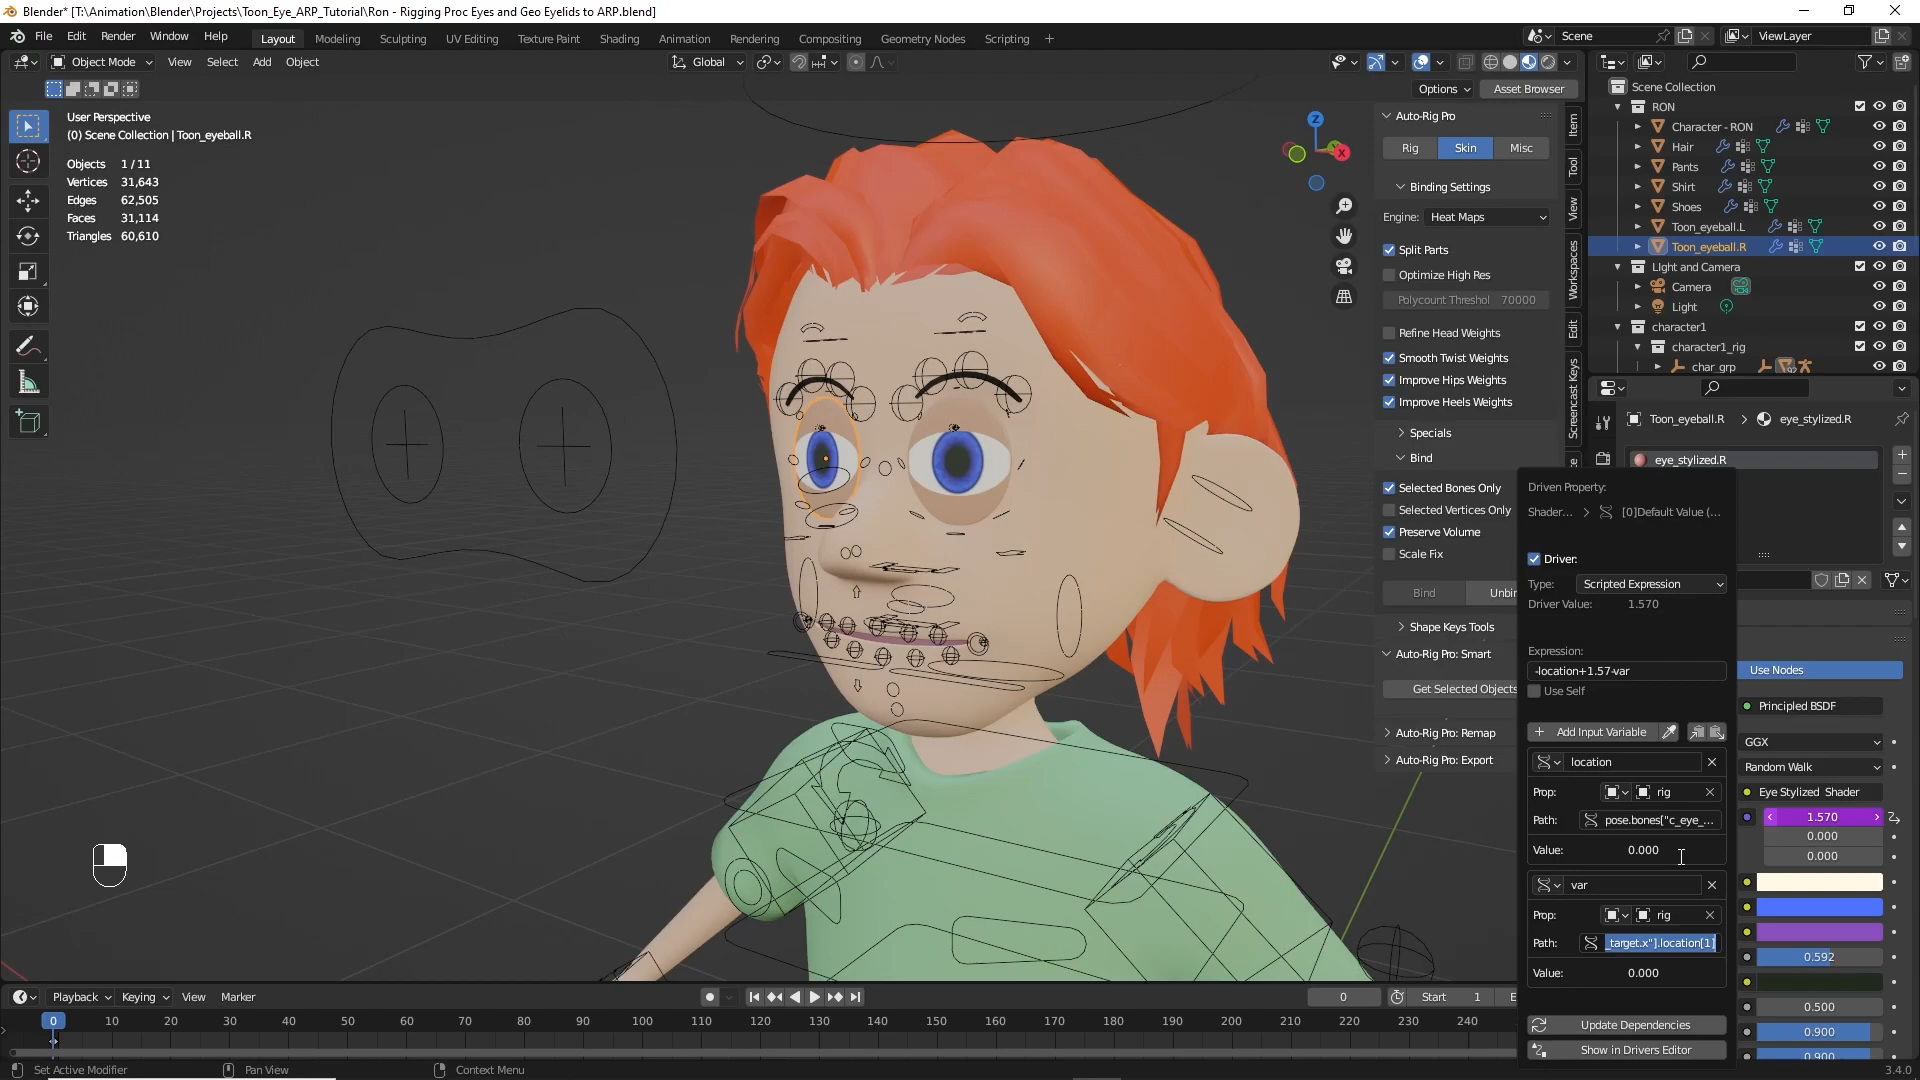 Blender* [T:\Animation\Blender\Projects\Toon_Eye_ARP_Tutorial\Ron - Rigging Proc Eyes and Geo Eyelids to ARP.blend]
File Edit Render Window Help
Layout Modeling Sculpting UV Editing Texture Paint Shading Animation Rendering Compositing Geometry Nodes Scripting +
Scene
ViewLayer
Object Mode View Select Add Object
Global
Options
Asset Browser
User Perspective
(0) Scene Collection | Toon_eyeball.R
Objects 1 / 11
Vertices 31,643
Edges 62,505
Faces 31,114
Triangles 60,610
Z
X
Auto-Rig Pro
Rig Skin Misc
Binding Settings
Engine: Heat Maps
Split Parts
Optimize High Res
Polycount Threshol 70000
Refine Head Weights
Smooth Twist Weights
Improve Hips Weights
Improve Heels Weights
Specials
Bind
Selected Bones Only
Selected Vertices Only
Preserve Volume
Scale Fix
Bind Unbin
Shape Keys Tools
Auto-Rig Pro: Smart
Get Selected Objects
Auto-Rig Pro: Remap
Auto-Rig Pro: Export
Item
Tool
View
Workspaces
Edit
Screencast Keys
Scene Collection
RON
Character - RON
Hair
Pants
Shirt
Shoes
Toon_eyeball.L
Toon_eyeball.R
LIght and Camera
Camera
Light
character1
character1_rig
char_grp
92
Toon_eyeball.R > eye_stylized.R
eye_stylized.R
Driven Property:
Shader... > [0]Default Value (...
Driver:
Type: Scripted Expression
Driver Value: 1.570
Expression:
-location+1.57-var
Use Self
Add Input Variable
location
Prop: rig
Path: pose.bones["c_eye_...
Value: 0.000
var
Prop: rig
Path: _target.x"].location[1]
Value: 0.000
Update Dependencies
Show in Drivers Editor
Use Nodes
Principled BSDF
GGX
Random Walk
Eye Stylized Shader
1.570
0.000
0.000
0.592
0.500
0.900
0.900
Playback Keying View Marker
0
Start 1
0 10 20 30 40 50 60 70 80 90 100 110 120 130 140 150 160 170 180 190 200 210 220 230 240
Set Active Modifier
Pan View
Context Menu
3.4.0